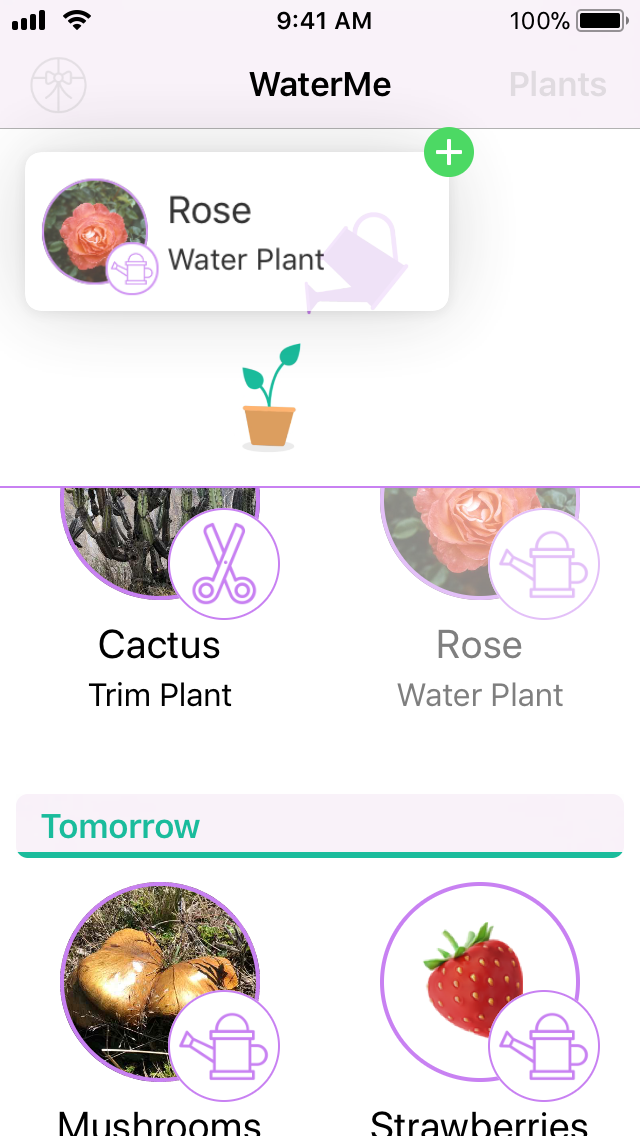 9:41 AM
100%
WaterMe
Plants
Rose
Water Plant
Cactus
Rose
Trim Plant
Water Plant
Tomorrow
Mushrooms
Strawberries